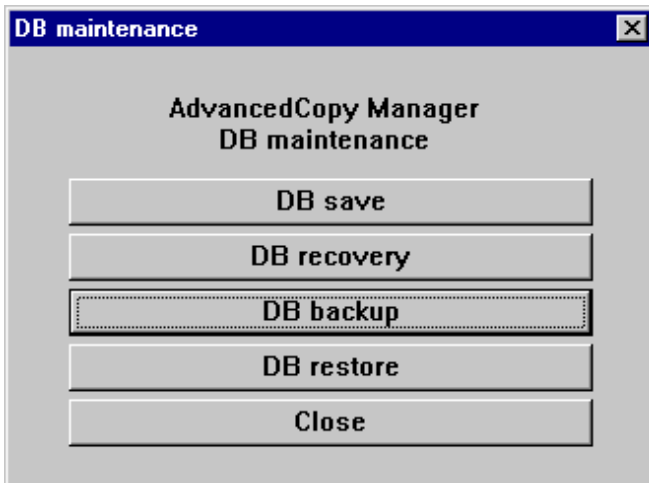 DB maintenance
AdvancedCopy Manager
DB maintenance
DB save
DB recovery
DB backup
DB restore
Close